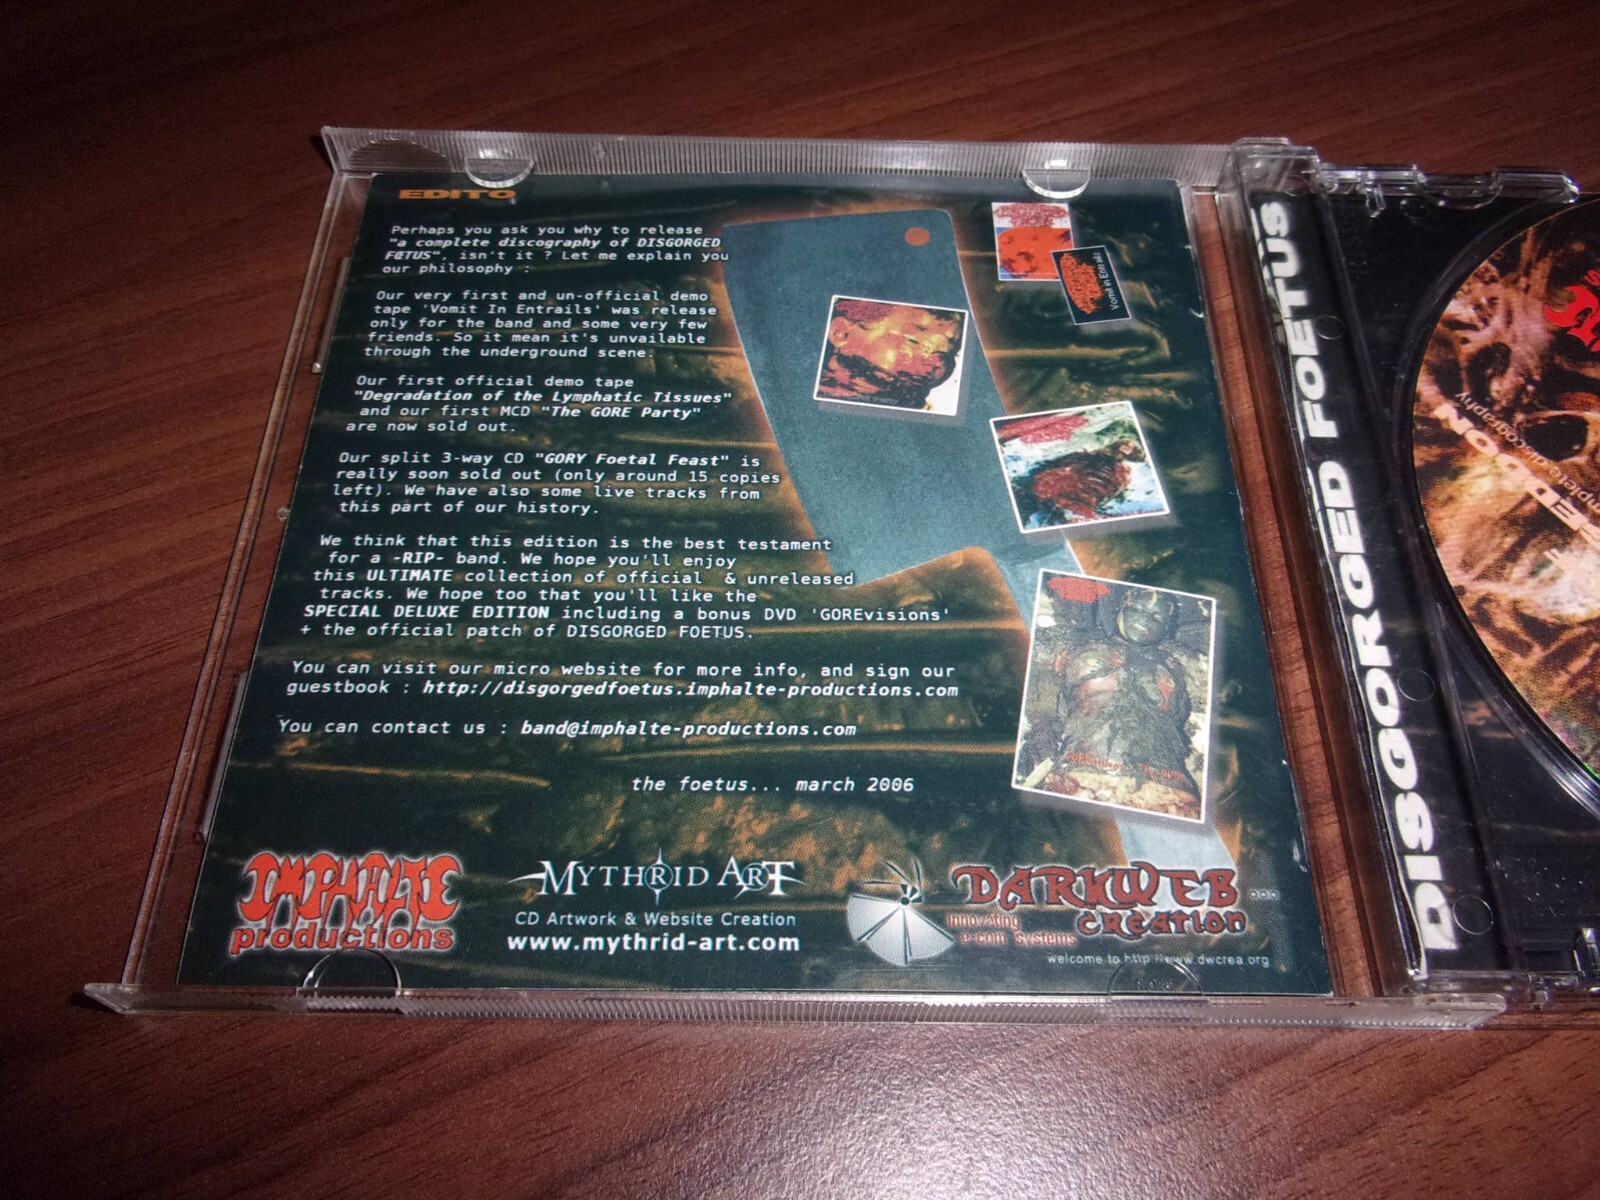 EDITO
Perhaps you ask you why to release
"a complete discography of DISGORGED
FŒTUS", isn't it ? Let me explain you
our philosophy :
Our very first and un-official demo
tape 'Vomit In Entrails' was release
only for the band and some very few
friends. So it mean it's unvailable
through the underground scene.
Our first official demo tape
"Degradation of the Lymphatic Tissues"
and our first MCD "The GORE Party"
are now sold out.
Our split 3-way CD "GORY Foetal Feast" is
really soon sold out (only around 15 copies
left). We have also some live tracks from
this part of our history.
We think that this edition is the best testament
for a -RIP- band. We hope you'll enjoy
this ULTIMATE collection of official & unreleased
tracks. We hope too that you'll like the
SPECIAL DELUXE EDITION including a bonus DVD 'GOREvisions'
+ the official patch of DISGORGED FOETUS.
You can visit our micro website for more info, and sign our
guestbook : http://disgorgedfoetus.imphalte-productions.com
You can contact us : band@imphalte-productions.com
the foetus... march 2006
IMPHALTE
productions
MYTHRID ART
CD Artwork & Website Creation
www.mythrid-art.com
DARKWEB...
creation
innovating
e-com systems
welcome to http://www.dwcrea.org
Vomit in Entrails
DISGORGED FOETUS